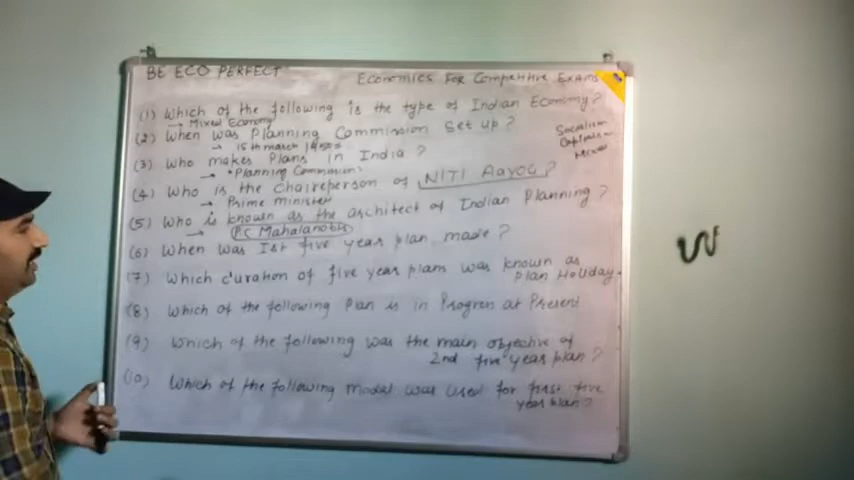 BE ECO PERFECT
Economics For Competitive Exams
(1) Which of the following is the type of Indian Economy?
→ Mixed Economy
(2) When was Planning Commission Set up?
→ 15th march 1950
Socialism
Capitalism
Mixed
(3) Who makes Plans in India?
→ Planning Commission
(4) Who is the chaireperson of NITI Aayog?
→ Prime minister
(5) Who is known as the architect of Indian Planning?
→ P.C Mahalanobis
(6) When was Ist five year plan made?
(7) Which duration of five year plans was known as
Plan Holiday.
(8) Which of the following Plan is in Progress at Present
(9) Which of the following was the main objective of
2nd five year plan?
(10) Which of the following model was used for first five
year plan?